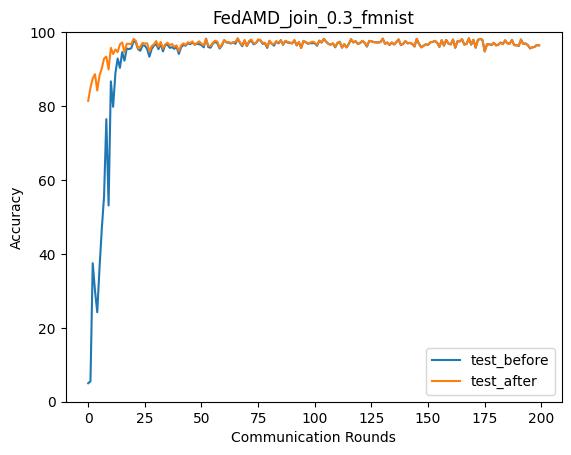 FedAMD_join_0.3_fmnist
100
80
60
40
20
0
Accuracy
0 25 50 75 100 125 150 175 200
Communication Rounds
test_before
test_after